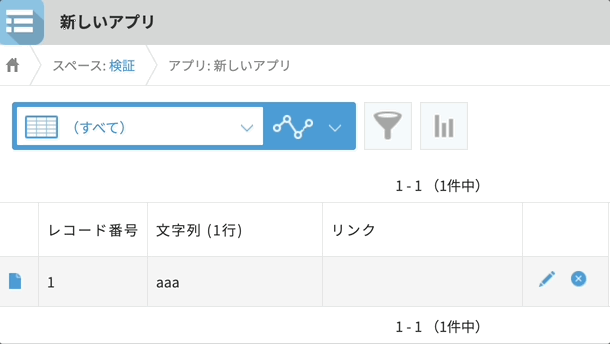 新しいアプリ
スペース: 検証 アプリ: 新しいアプリ
（すべて）
1 - 1 （1件中）
レコード番号 文字列 (1行) リンク
1 aaa
1 - 1 （1件中）